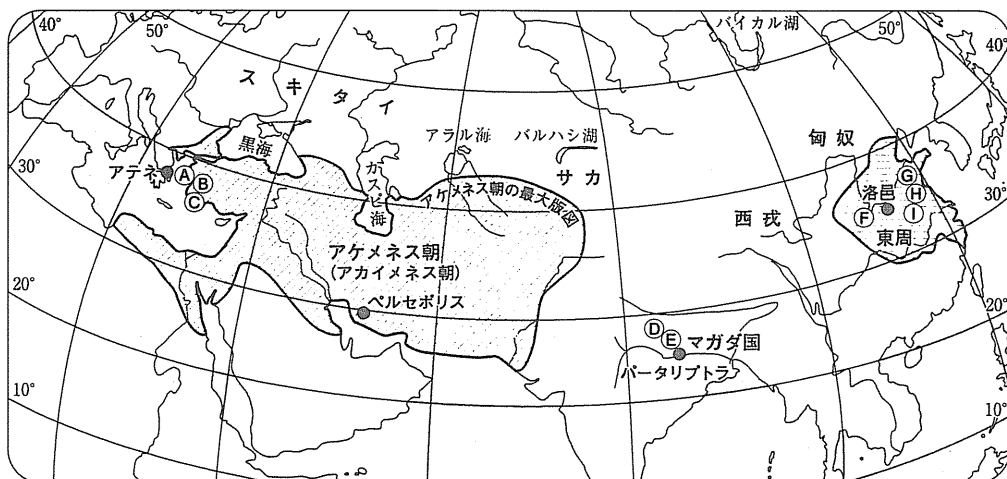 40°
50°
バイカル湖
50°
40°
スキタイ
アラル海
バルハシ湖
匈奴
黒海
30°
アテネ
Ⓐ
Ⓑ
Ⓒ
カスピ海
サカ
アケメネス朝の最大版図
Ⓖ
Ⓗ
30°
洛邑
Ⓕ
Ⓘ
西戎
東周
アケメネス朝
(アカイメネス朝)
20°
ペルセポリス
20°
Ⓓ
Ⓔ
マガダ国
パータリプトラ
10°
10°